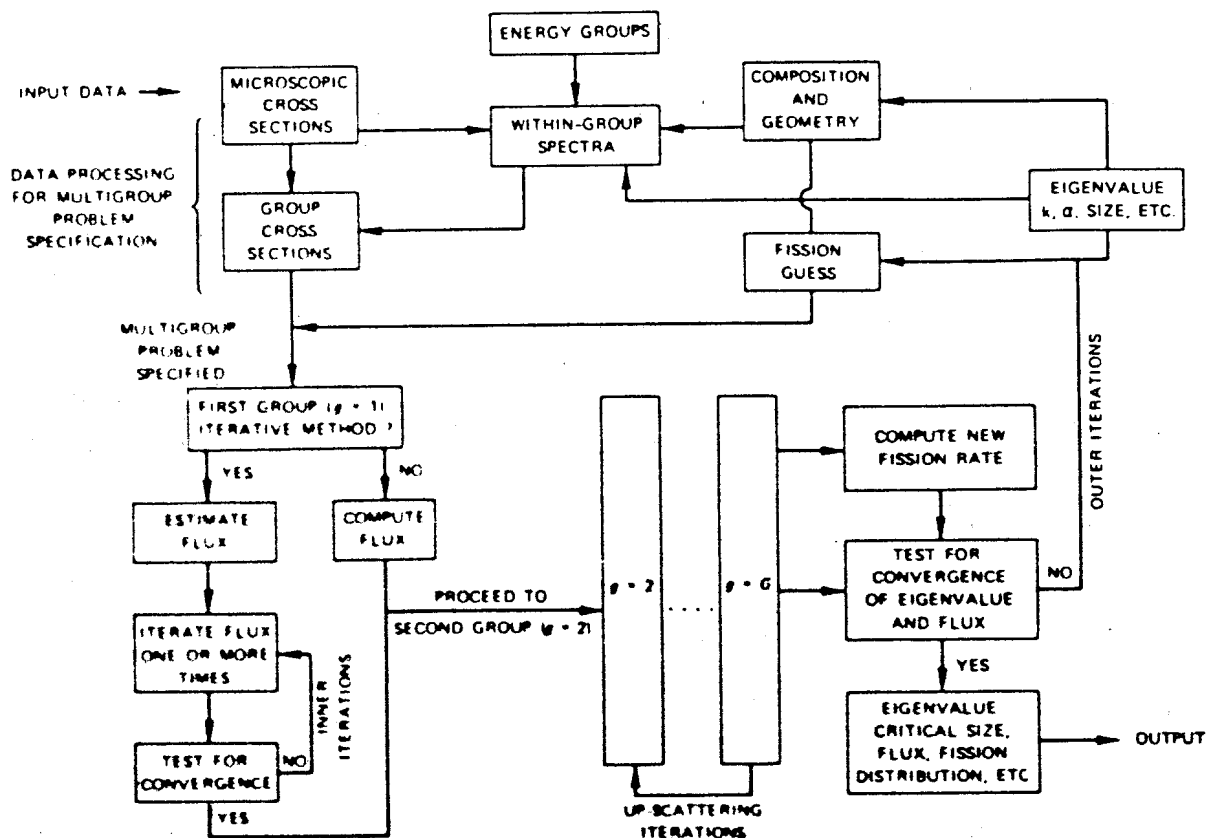 ENERGY GROUPS
INPUT DATA
MICROSCOPIC
CROSS
SECTIONS
WITHIN-GROUP
SPECTRA
COMPOSITION
AND
GEOMETRY
DATA PROCESSING
FOR MULTIGROUP
PROBLEM
SPECIFICATION
GROUP
CROSS
SECTIONS
EIGENVALUE
k, α, SIZE, ETC.
FISSION
GUESS
MULTIGROUP
PROBLEM
SPECIFIED
FIRST GROUP (g = 1)
ITERATIVE METHOD ?
YES
NO
ESTIMATE
FLUX
COMPUTE
FLUX
ITERATE FLUX
ONE OR MORE
TIMES
INNER
ITERATIONS
TEST FOR
CONVERGENCE
NO
YES
PROCEED TO
SECOND GROUP (g = 2)
g = 2
. . . . .
g = G
UP-SCATTERING
ITERATIONS
COMPUTE NEW
FISSION RATE
TEST FOR
CONVERGENCE
OF EIGENVALUE
AND FLUX
NO
OUTER ITERATIONS
YES
EIGENVALUE
CRITICAL SIZE,
FLUX, FISSION
DISTRIBUTION, ETC
OUTPUT